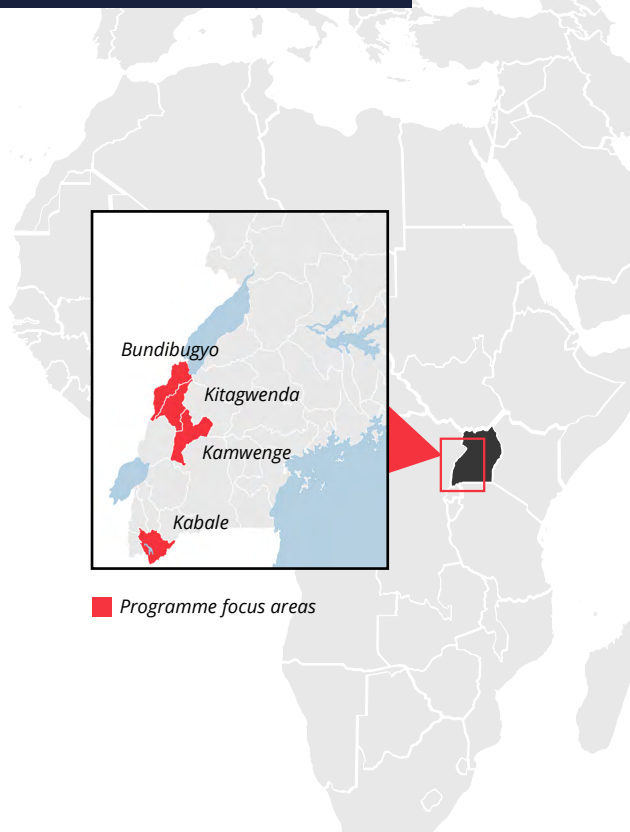 Bundibugyo
Kitagwenda
Kamwenge
Kabale
Programme focus areas